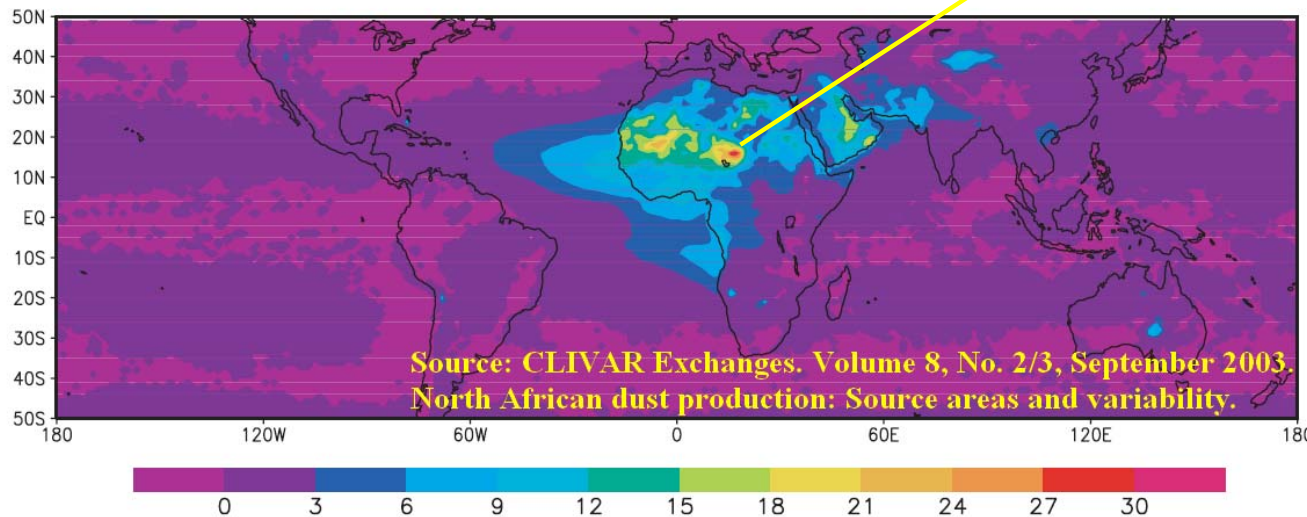 50N
40N
30N
20N
10N
EQ
10S
20S
30S
40S
50S
Source: CLIVAR Exchanges. Volume 8, No. 2/3, September 2003.
North African dust production: Source areas and variability.
180 120W 60W 0 60E 120E 180
0 3 6 9 12 15 18 21 24 27 30